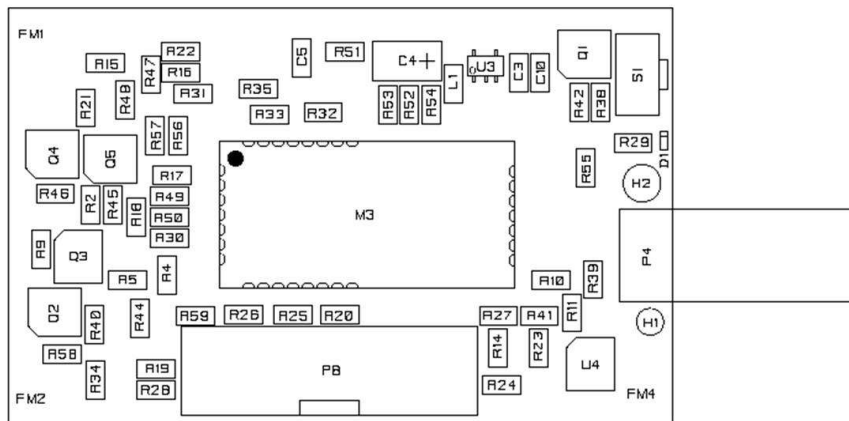 FM1
R22
R15
R47
R16
R31
R48
R21
C5
R51
C4+
L1
U3
C3
C10
Q1
S1
R35
R33
R32
R53
R52
R54
R42
R38
R57
R56
Q4
Q5
R29
D1
R55
R17
R46
R2
R45
R18
R49
R50
R30
M3
H2
P4
R9
Q3
R5
R4
R10
R39
Q2
R40
R44
R59
R26
R25
R20
R27
R41
R11
H1
R58
R34
R19
R28
P8
R14
R23
R24
U4
FM2
FM4